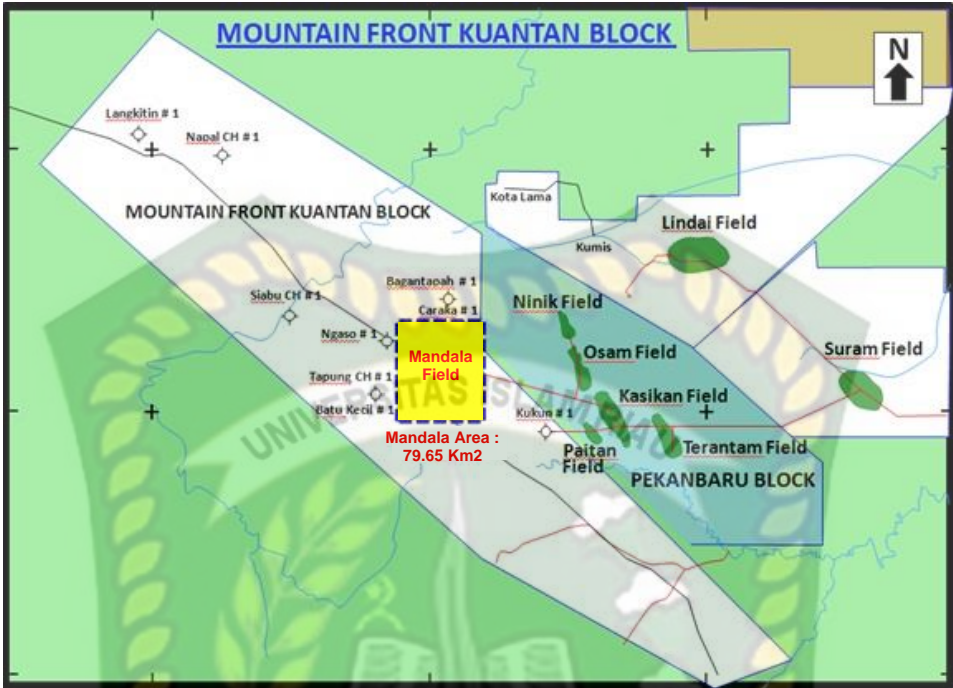 MOUNTAIN FRONT KUANTAN BLOCK
N
Langkitin # 1
Napal CH # 1
Kota Lama
MOUNTAIN FRONT KUANTAN BLOCK
Lindai Field
Kumis
Bagantapah # 1
Siabu CH # 1
Caraka # 1
Ninik Field
Ngaso # 1
Mandala
Field
Osam Field
Suram Field
Tapung CH # 1
Kasikan Field
Batu Kecil # 1
Kukun # 1
Mandala Area :
79.65 Km2
Paitan
Field
Terantam Field
PEKANBARU BLOCK
UNIVERSITAS ISLAM RIAU